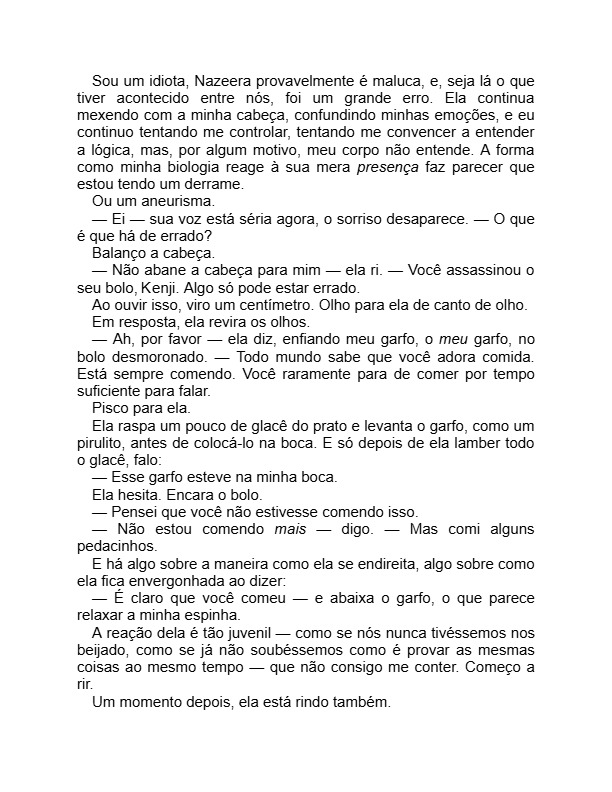 Sou um idiota, Nazeera provavelmente é maluca, e, seja lá o que
tiver acontecido entre nós, foi um grande erro. Ela continua
mexendo com a minha cabeça, confundindo minhas emoções, e eu
continuo tentando me controlar, tentando me convencer a entender
a lógica, mas, por algum motivo, meu corpo não entende. A forma
como minha biologia reage à sua mera presença faz parecer que
estou tendo um derrame.
Ou um aneurisma.
— Ei — sua voz está séria agora, o sorriso desaparece. — O que
é que há de errado?
Balanço a cabeça.
— Não abane a cabeça para mim — ela ri. — Você assassinou o
seu bolo, Kenji. Algo só pode estar errado.
Ao ouvir isso, viro um centímetro. Olho para ela de canto de olho.
Em resposta, ela revira os olhos.
— Ah, por favor — ela diz, enfiando meu garfo, o meu garfo, no
bolo desmoronado. — Todo mundo sabe que você adora comida.
Está sempre comendo. Você raramente para de comer por tempo
suficiente para falar.
Pisco para ela.
Ela raspa um pouco de glacê do prato e levanta o garfo, como um
pirulito, antes de colocá-lo na boca. E só depois de ela lamber todo
o glacê, falo:
— Esse garfo esteve na minha boca.
Ela hesita. Encara o bolo.
— Pensei que você não estivesse comendo isso.
— Não estou comendo mais — digo. — Mas comi alguns
pedacinhos.
E há algo sobre a maneira como ela se endireita, algo sobre como
ela fica envergonhada ao dizer:
— É claro que você comeu — e abaixa o garfo, o que parece
relaxar a minha espinha.
A reação dela é tão juvenil — como se nós nunca tivéssemos nos
beijado, como se já não soubéssemos como é provar as mesmas
coisas ao mesmo tempo — que não consigo me conter. Começo a
rir.
Um momento depois, ela está rindo também.